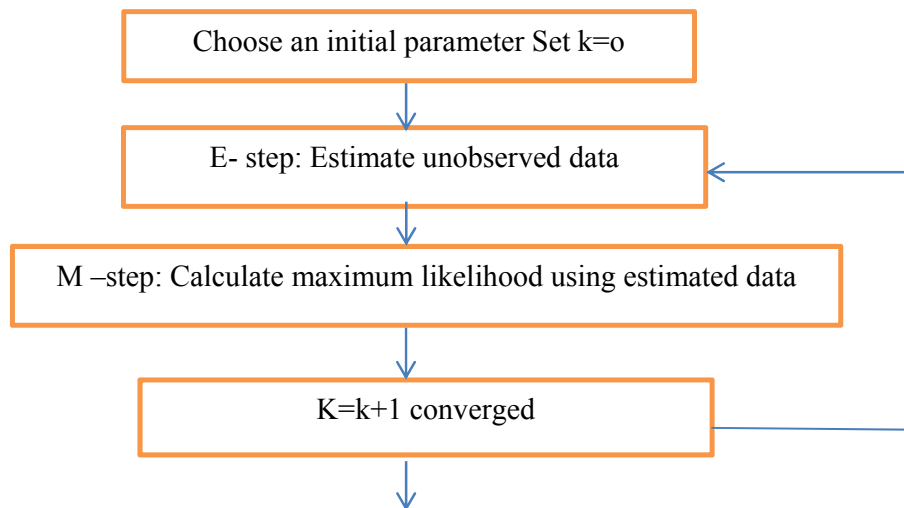 Choose an initial parameter Set k=o
E- step: Estimate unobserved data
M –step: Calculate maximum likelihood using estimated data
K=k+1 converged